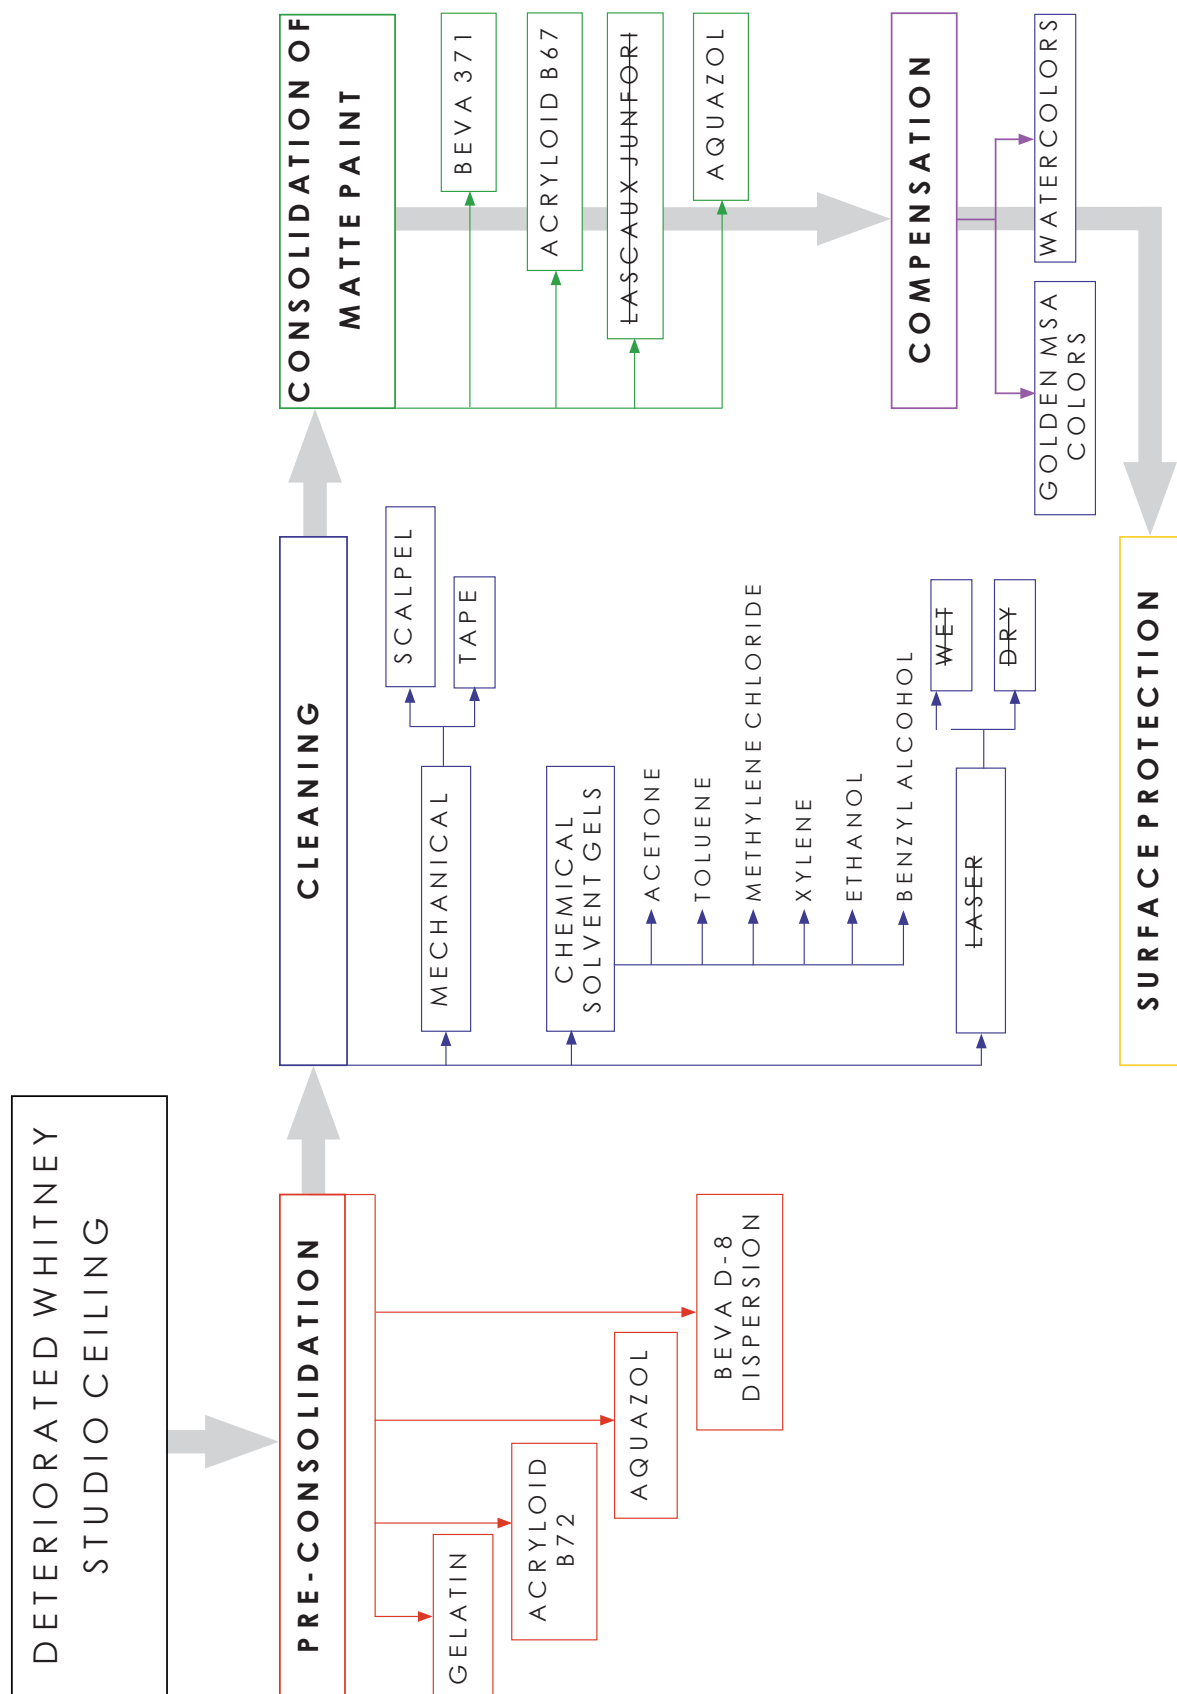 DETERIORATED WHITNEY
STUDIO CEILING
PRE-CONSOLIDATION
GELATIN
ACRYLOID
B72
AQUAZOL
BEVA D-8
DISPERSION
CLEANING
MECHANICAL
SCALPEL
TAPE
CHEMICAL
SOLVENT GELS
ACETONE
TOLUENE
METHYLENE CHLORIDE
XYLENE
ETHANOL
BENZYL ALCOHOL
LASER
WET
DRY
CONSOLIDATION OF
MATTE PAINT
BEVA 371
ACRYLOID B67
LASCAUX JUNFORI
AQUAZOL
COMPENSATION
GOLDEN MSA
COLORS
WATERCOLORS
SURFACE PROTECTION